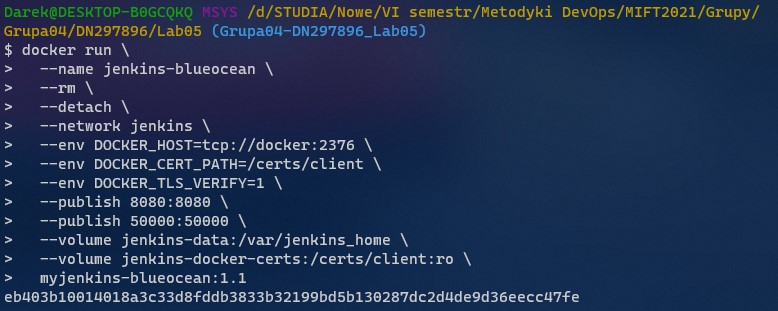 Darek@DESKTOP-B0GCQKQ MSYS /d/STUDIA/Nowe/VI semestr/Metodyki DevOps/MIFT2021/Grupy/
Grupa04/DN297896/Lab05 (Grupa04-DN297896_Lab05)
$ docker run \
>   --name jenkins-blueocean \
>   --rm \
>   --detach \
>   --network jenkins \
>   --env DOCKER_HOST=tcp://docker:2376 \
>   --env DOCKER_CERT_PATH=/certs/client \
>   --env DOCKER_TLS_VERIFY=1 \
>   --publish 8080:8080 \
>   --publish 50000:50000 \
>   --volume jenkins-data:/var/jenkins_home \
>   --volume jenkins-docker-certs:/certs/client:ro \
>   myjenkins-blueocean:1.1
eb403b10014018a3c33d8fddb3833b32199bd5b130287dc2d4de9d36eecc47fe